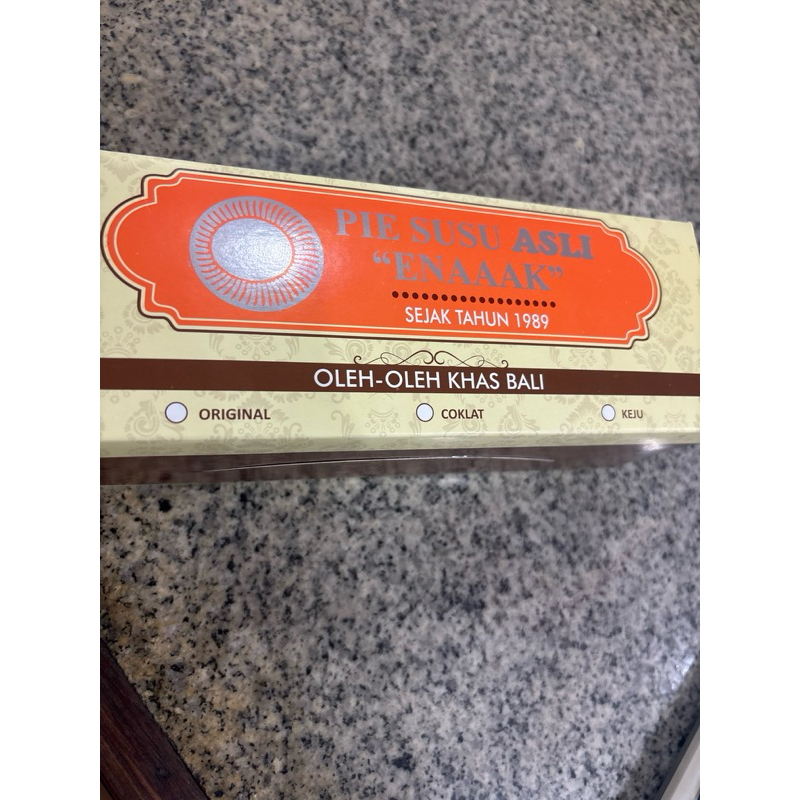 PIE SUSU ASLI
“ENAAAK”
SEJAK TAHUN 1989
OLEH-OLEH KHAS BALI
ORIGINAL
COKLAT
KEJU